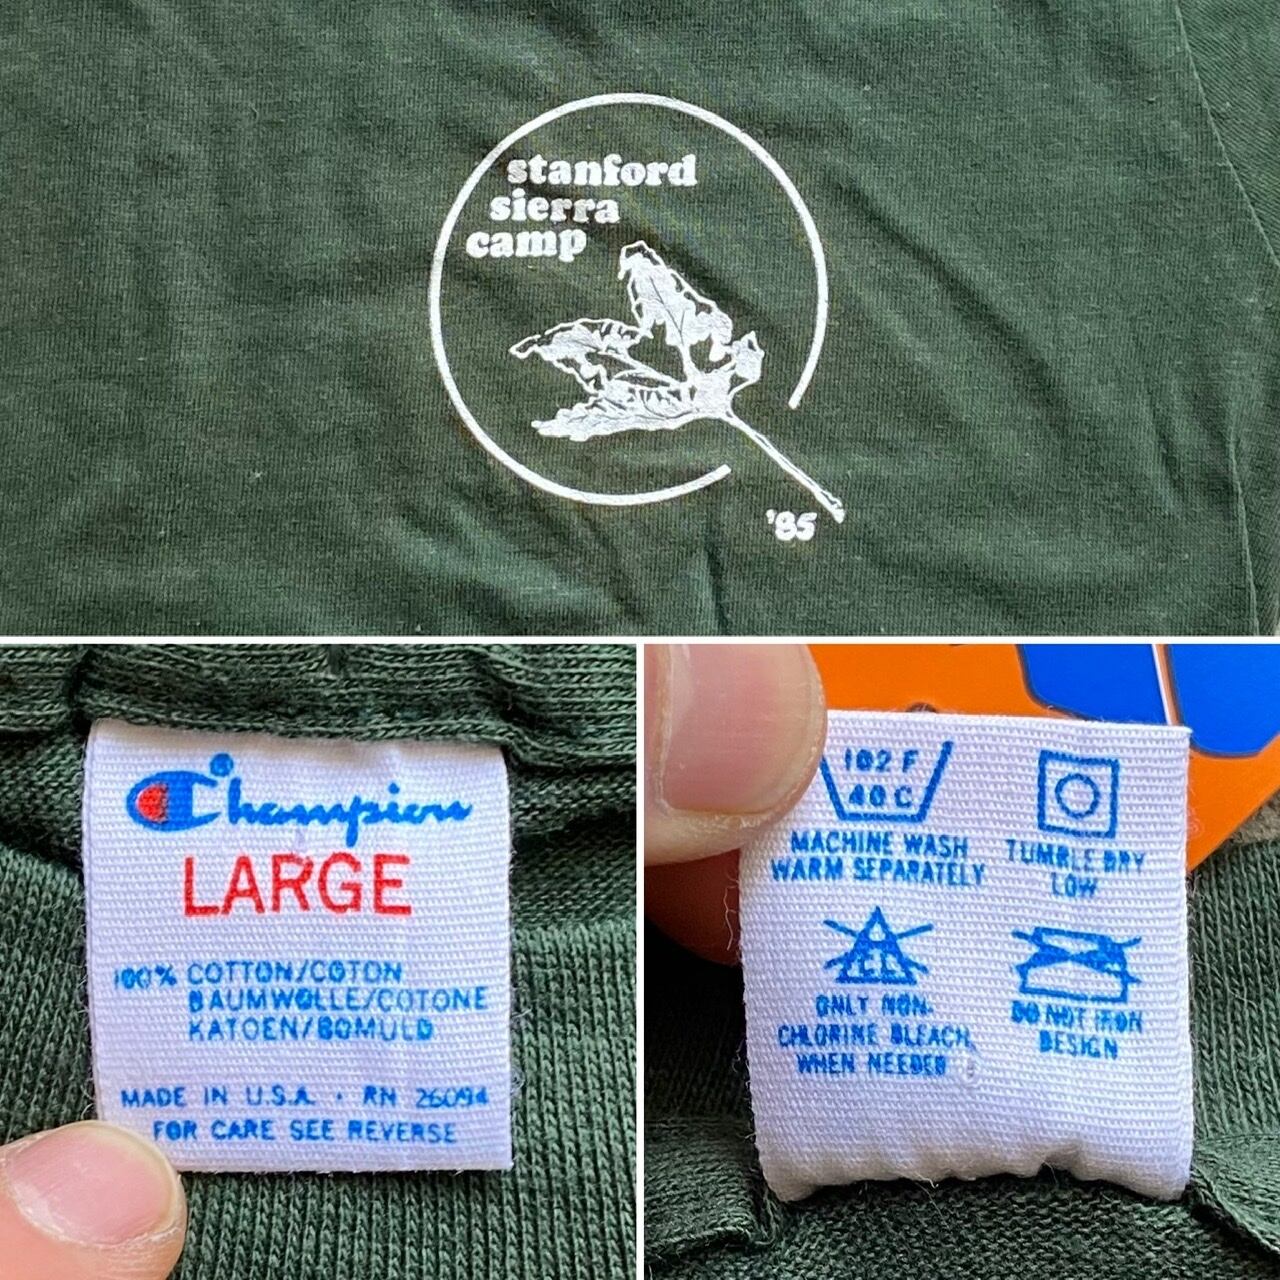 stanford
sierra
camp
'85
Champion®
LARGE
100% COTTON/COTON
BAUMWOLLE/COTONE
KATOEN/BOMULD
MADE IN U.S.A. · RN 26094
FOR CARE SEE REVERSE
102 F
40 C
MACHINE WASH
WARM SEPARATELY
TUMBLE DRY
LOW
CL
ONLY NON-
CHLORINE BLEACH,
WHEN NEEDED
DO NOT IRON
DESIGN